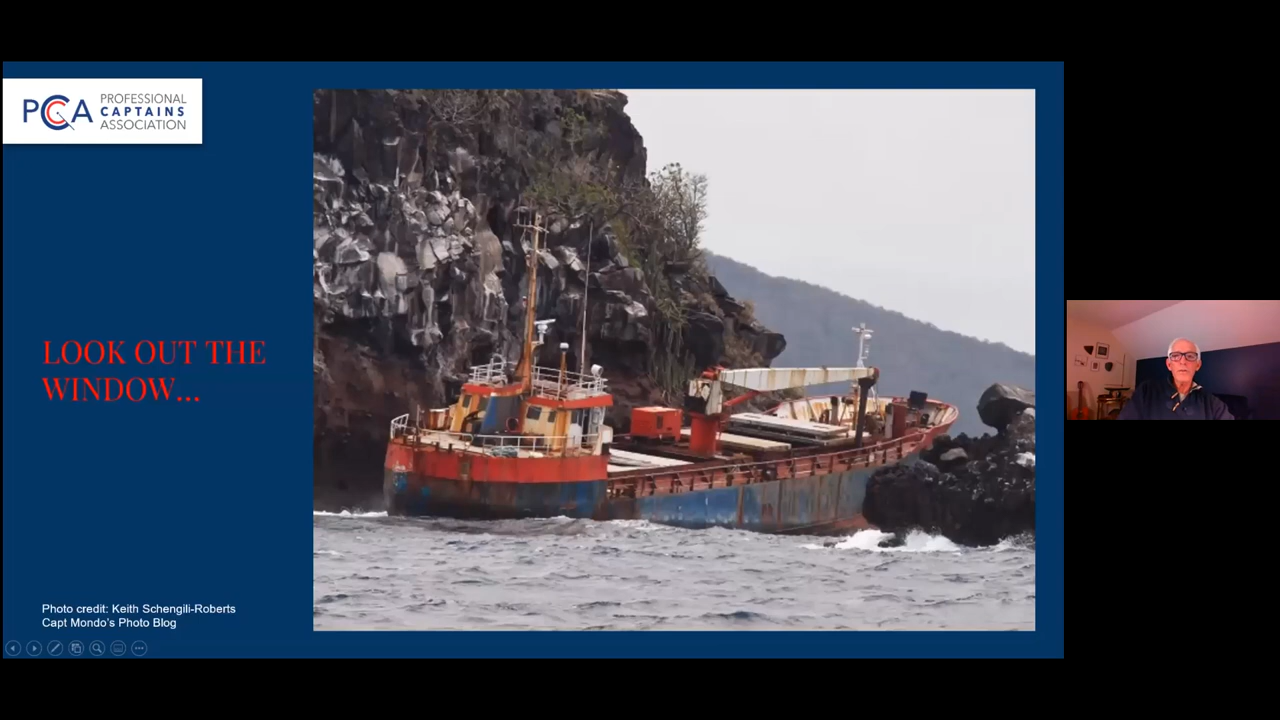 PCA
PROFESSIONAL
CAPTAINS
ASSOCIATION
LOOK OUT THE
WINDOW...
Photo credit: Keith Schengili-Roberts
Capt Mondo's Photo Blog